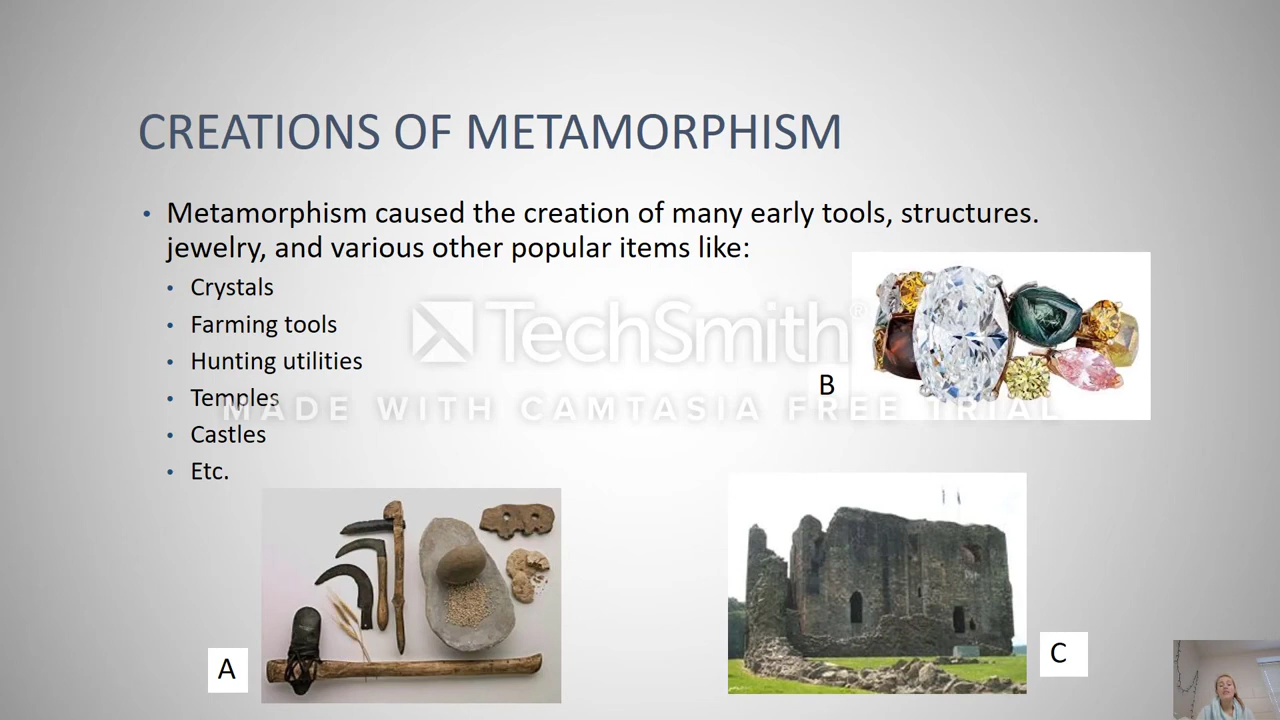 CREATIONS OF METAMORPHISM
• Metamorphism caused the creation of many early tools, structures.
jewelry, and various other popular items like:
• Crystals
• Farming tools
• Hunting utilities
• Temples
• Castles
• Etc.
TechSmith®
MADE WITH CAMTASIA FREE TRIAL
B
A
C